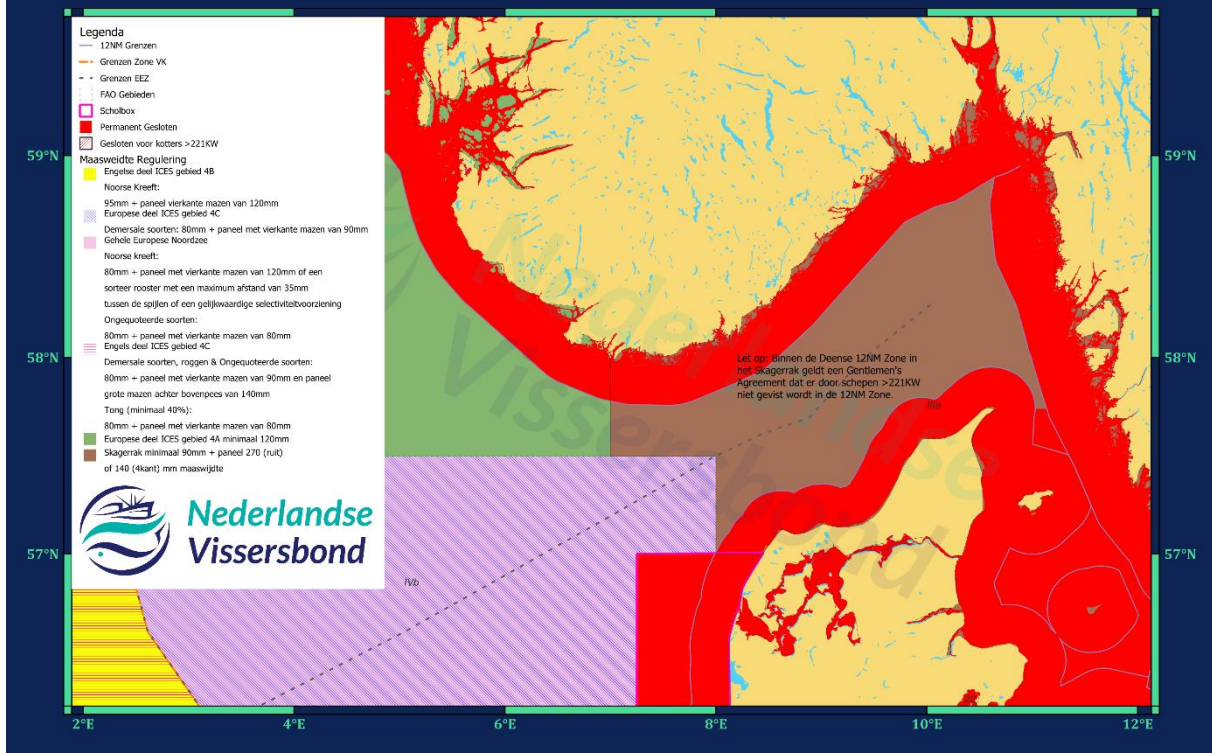 Legenda
12NM Grenzen
Grenzen Zone VK
Grenzen EEZ
FAO Gebieden
Scholbox
Permanent Gesloten
Gesloten voor kotters >221KW
Maasweidte Regulering
Engelse deel ICES gebied 4B
Noorse Kreeft:
95mm + paneel vierkante mazen van 120mm
Europese deel ICES gebied 4C
Demersale soorten: 80mm + paneel met vierkante mazen van 90mm
Gehele Europese Noordzee
Noorse kreeft:
80mm + paneel met vierkante mazen van 120mm of een
sorteer rooster met een maximum afstand van 35mm
tussen de spijlen of een gelijkwaardige selectiviteitvoorziening
Ongequoteerde soorten:
80mm + paneel met vierkante mazen van 80mm
Engels deel ICES gebied 4C
Demersale soorten, roggen & Ongequoteerde soorten:
80mm + paneel met vierkante mazen van 90mm en paneel
grote mazen achter bovenpees van 140mm
Tong (minimaal 40%):
80mm + paneel met vierkante mazen van 80mm
Europese deel ICES gebied 4A minimaal 120mm
Skagerrak minimaal 90mm + paneel 270 (ruit)
of 140 (4kant) mm maaswijdte
Nederlandse
Vissersbond
Nederlandse
Vissersbond
Let op: Binnen de Deense 12NM Zone in
het Skagerrak geldt een Gentlemen's
Agreement dat er door schepen >221KW
niet gevist wordt in de 12NM Zone.
IIIa
IVb
59°N
59°N
58°N
58°N
57°N
57°N
2°E
4°E
6°E
8°E
10°E
12°E